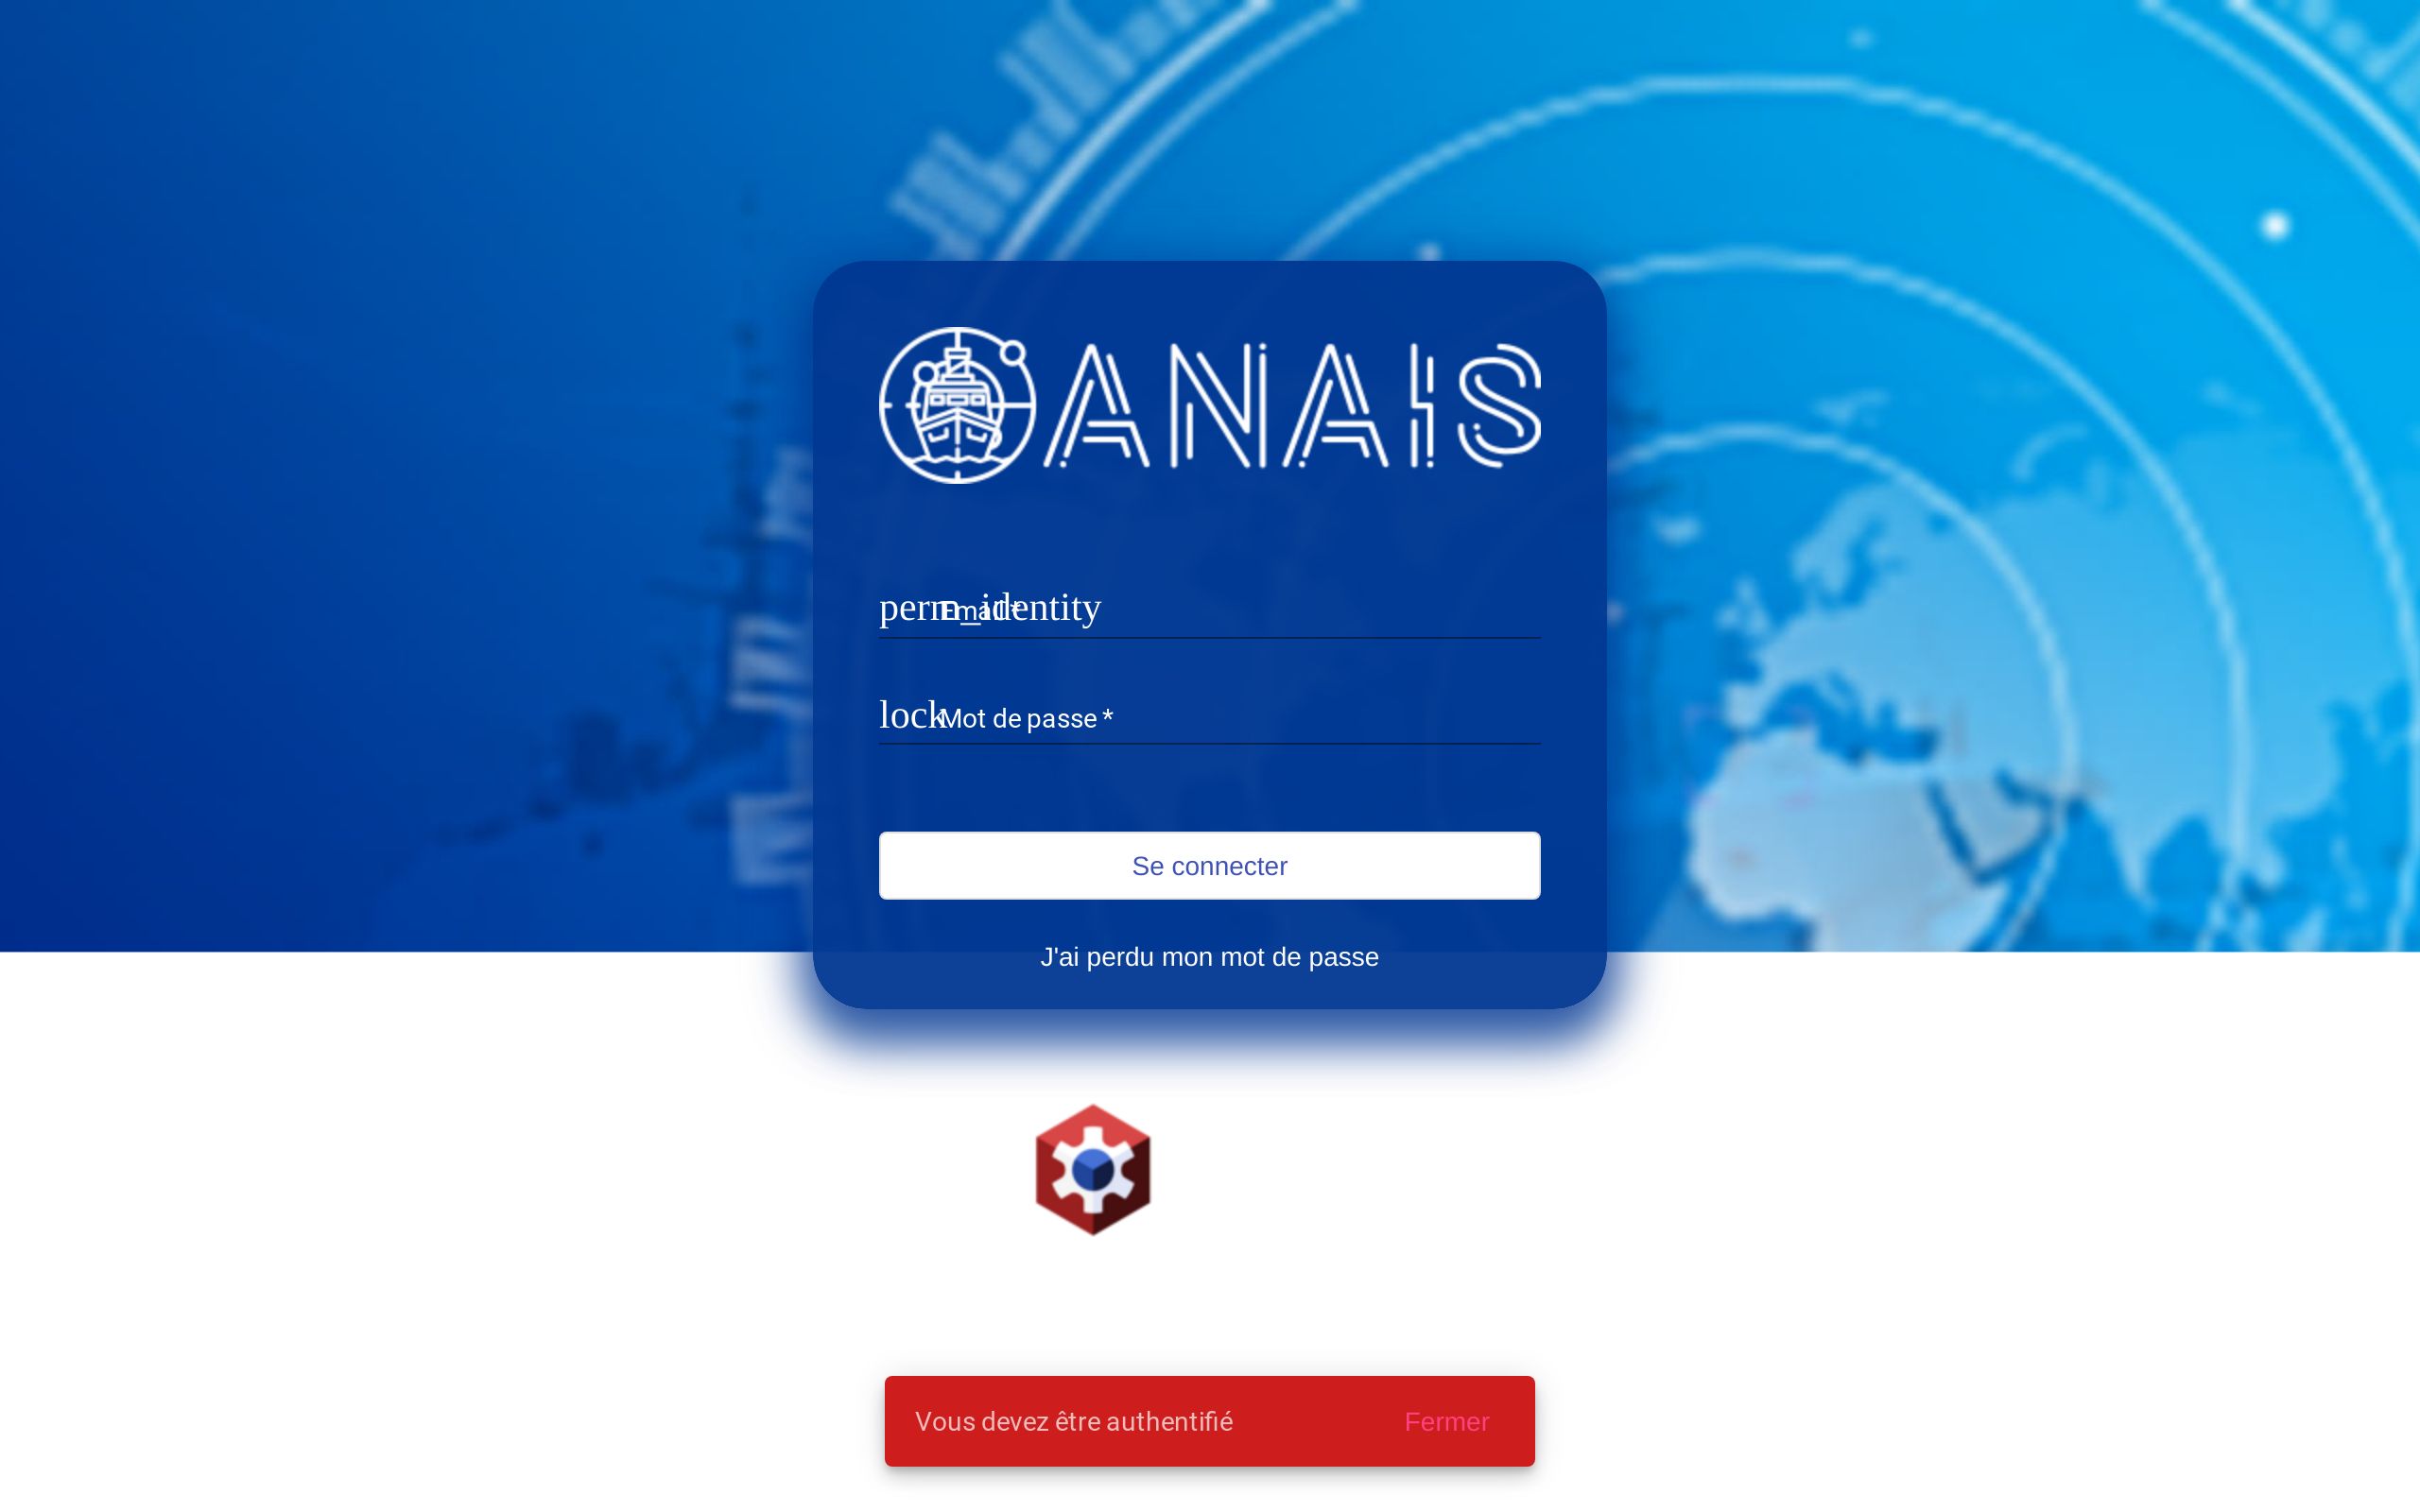 ANAIS
perm_identity
Email *
lock
Mot de passe *
Se connecter
J'ai perdu mon mot de passe
Vous devez être authentifié
Fermer